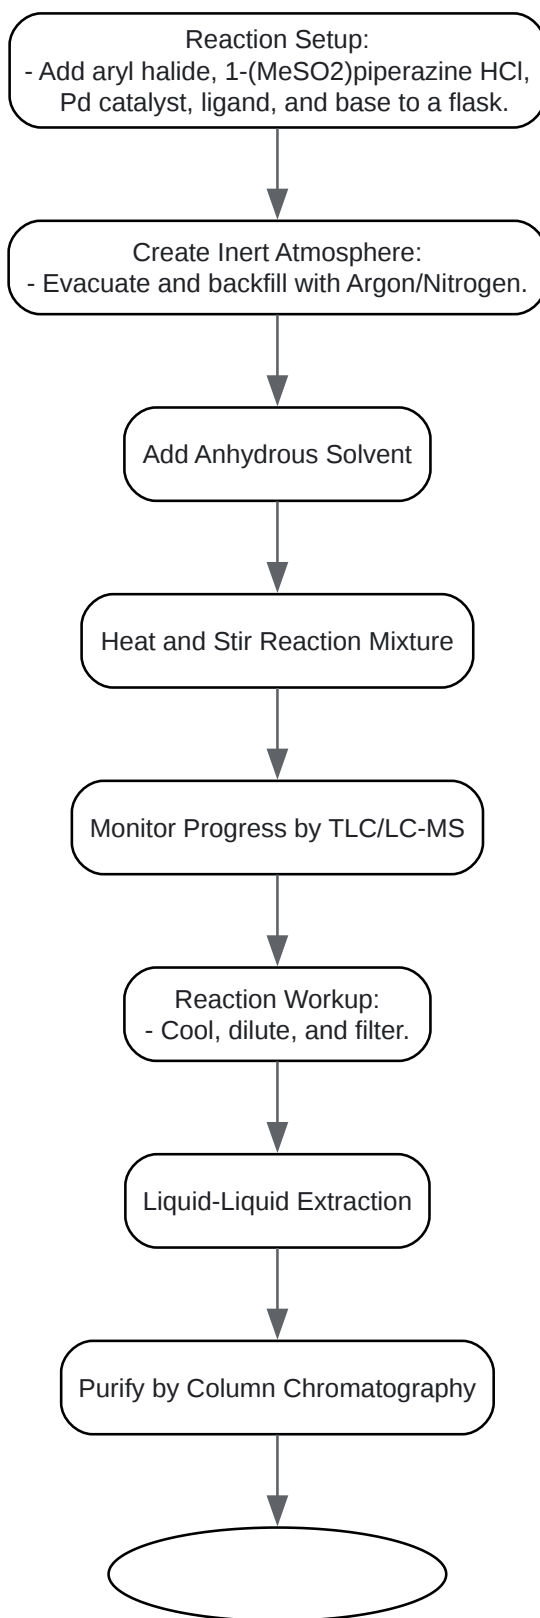 Reaction Setup:
- Add aryl halide, 1-(MeSO2)piperazine HCl,
Pd catalyst, ligand, and base to a flask.
Create Inert Atmosphere:
- Evacuate and backfill with Argon/Nitrogen.
Add Anhydrous Solvent
Heat and Stir Reaction Mixture
Monitor Progress by TLC/LC-MS
Reaction Workup:
- Cool, dilute, and filter.
Liquid-Liquid Extraction
Purify by Column Chromatography